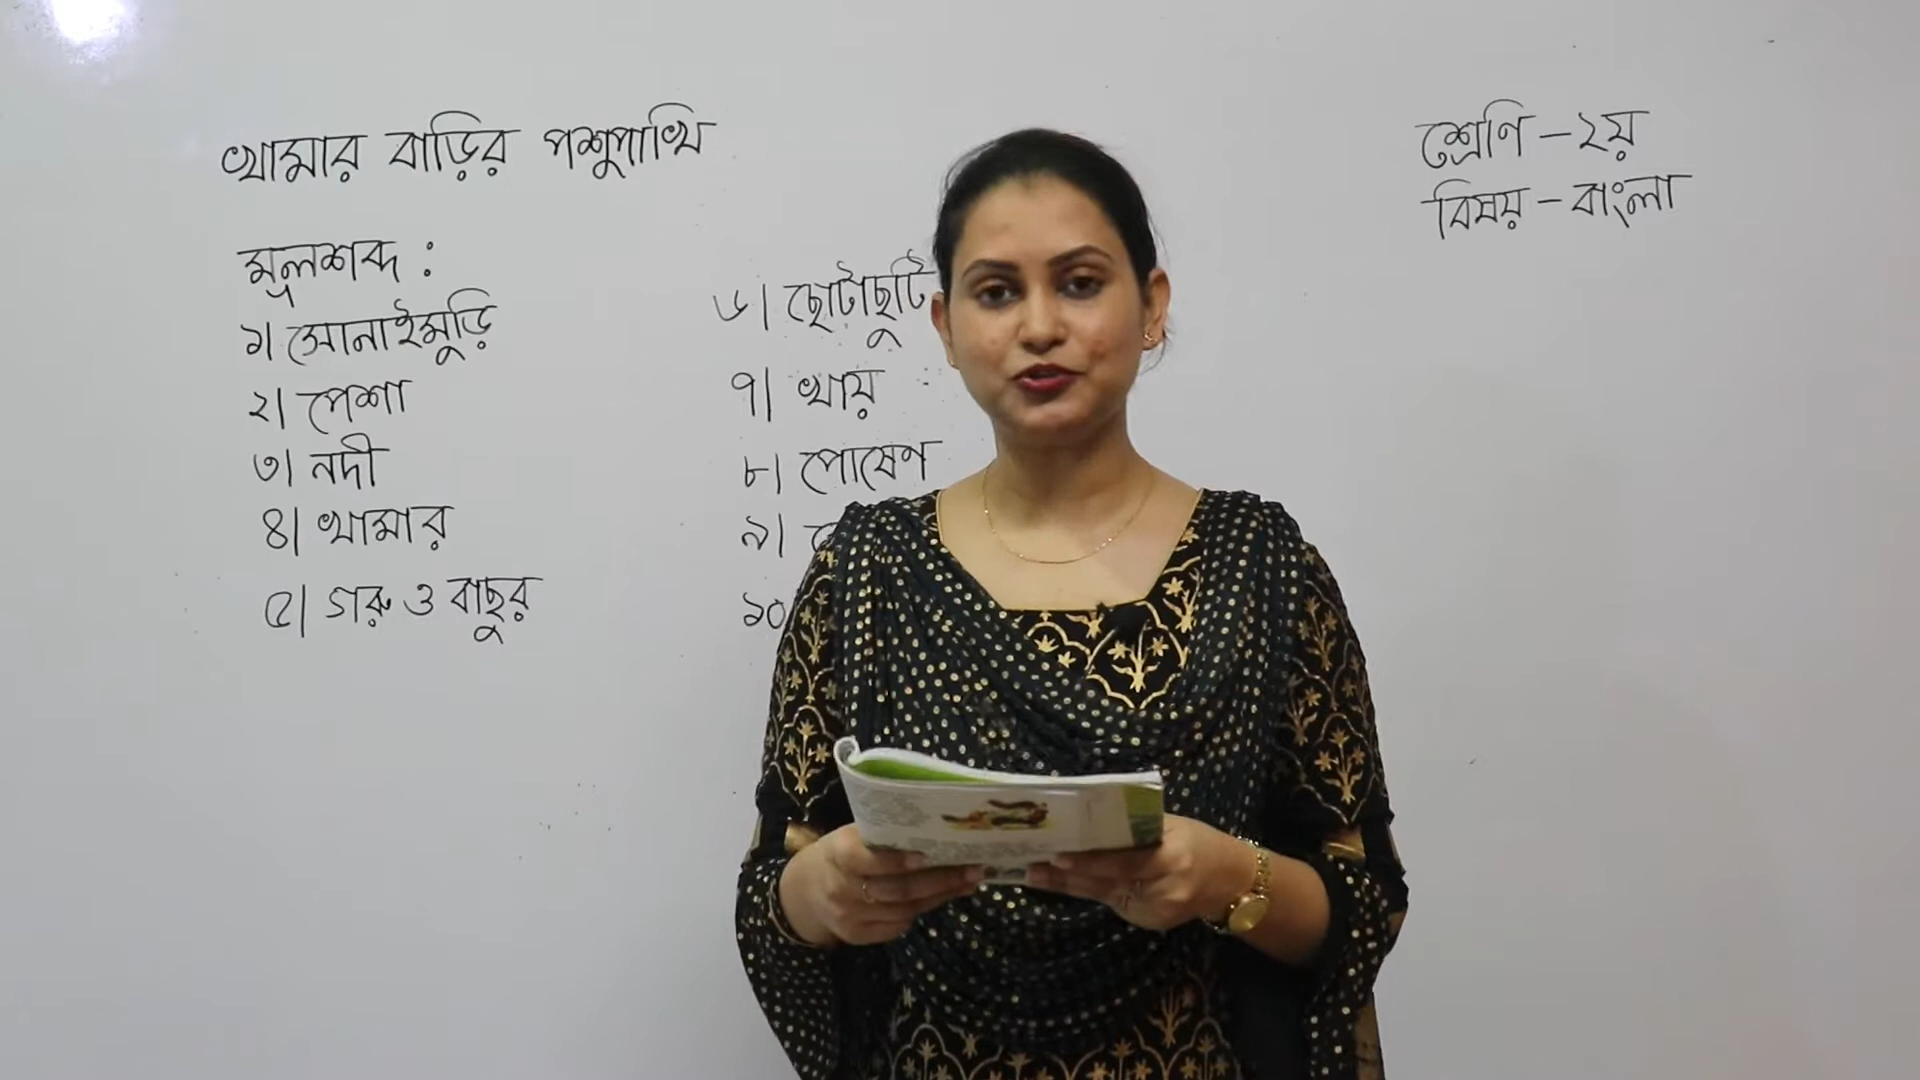 খামার বাড়ির পশুপাখি
মূলশব্দ :
১। সোনাইমুড়ি
২। পেশা
৩। নদী
৪। খামার
৫। গরু ও বাছুর
৬। ছোটাছুটি
৭। খায়
৮। পোষেণ
৯।
১০
শ্রেণি – ২য়
বিষয় – বাংলা